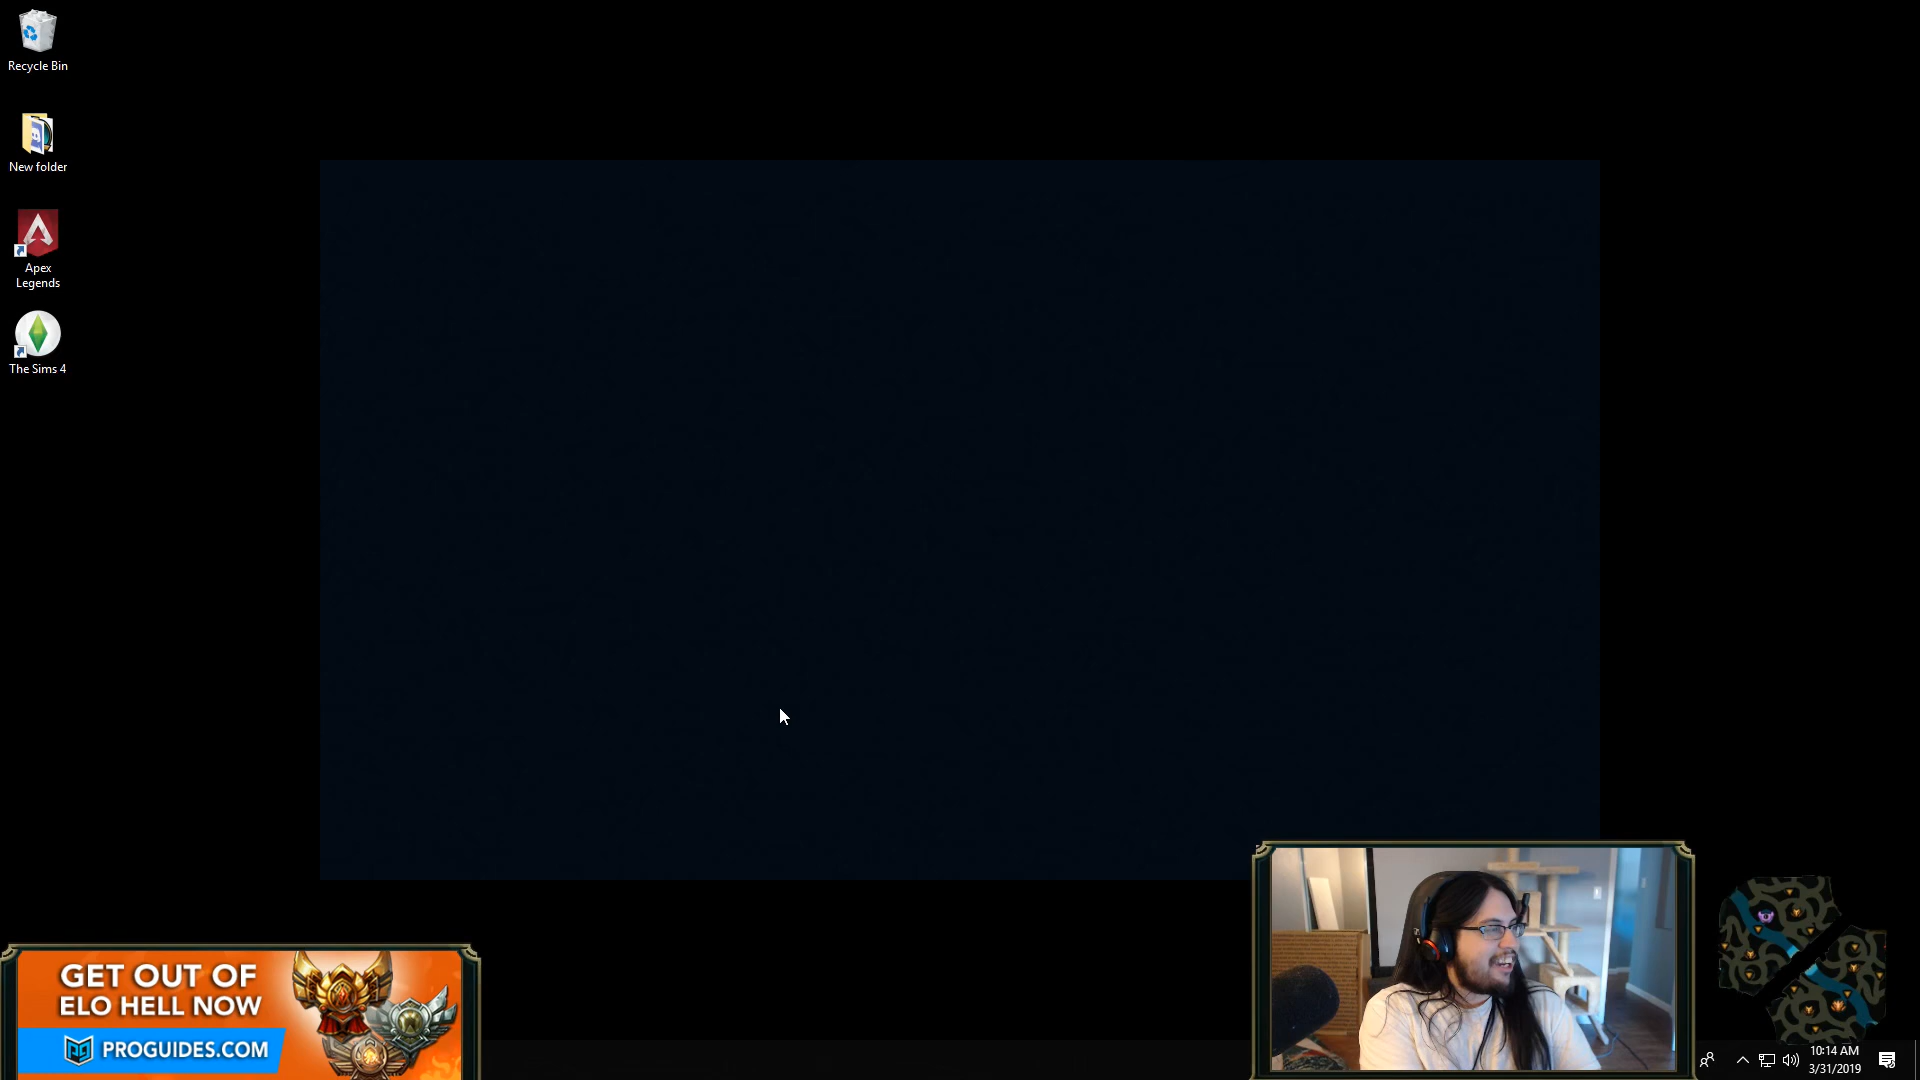 Recycle Bin
New folder
Apex
Legends
The Sims 4
GET OUT OF
ELO HELL NOW
PROGUIDES.COM
10:14 AM
3/31/2019